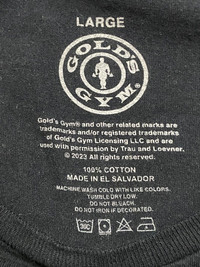 LARGE
GOLD'S
GYM®
Gold's Gym® and other related marks are
trademarks and/or registered trademarks
of Gold's Gym Licensing LLC and are
used with permission by Trau and Loevner.
© 2023 All rights reserved.
100% COTTON
MADE IN EL SALVADOR
MACHINE WASH COLD WITH LIKE COLORS.
TUMBLE DRY LOW.
DO NOT BLEACH.
DO NOT IRON IF DECORATED.
30C